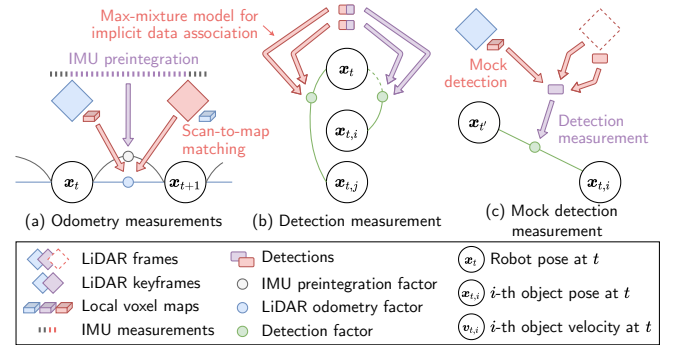 Max-mixture model for
implicit data association
(a)
IMU preintegration
Scan-to-map
matching
x_t
x_{t+1}
(a) Odometry measurements
x_t
x_{t,i}
x_{t,j}
(b) Detection measurement
(c)
Mock
detection
Detection
measurement
x_{t'}
x_{t,i}
(c) Mock detection
measurement
LiDAR frames
LiDAR keyframes
Local voxel maps
IMU measurements
Detections
IMU preintegration factor
LiDAR odometry factor
Detection factor
x_t Robot pose at t
x_{t,i} i-th object pose at t
v_{t,i} i-th object velocity at t